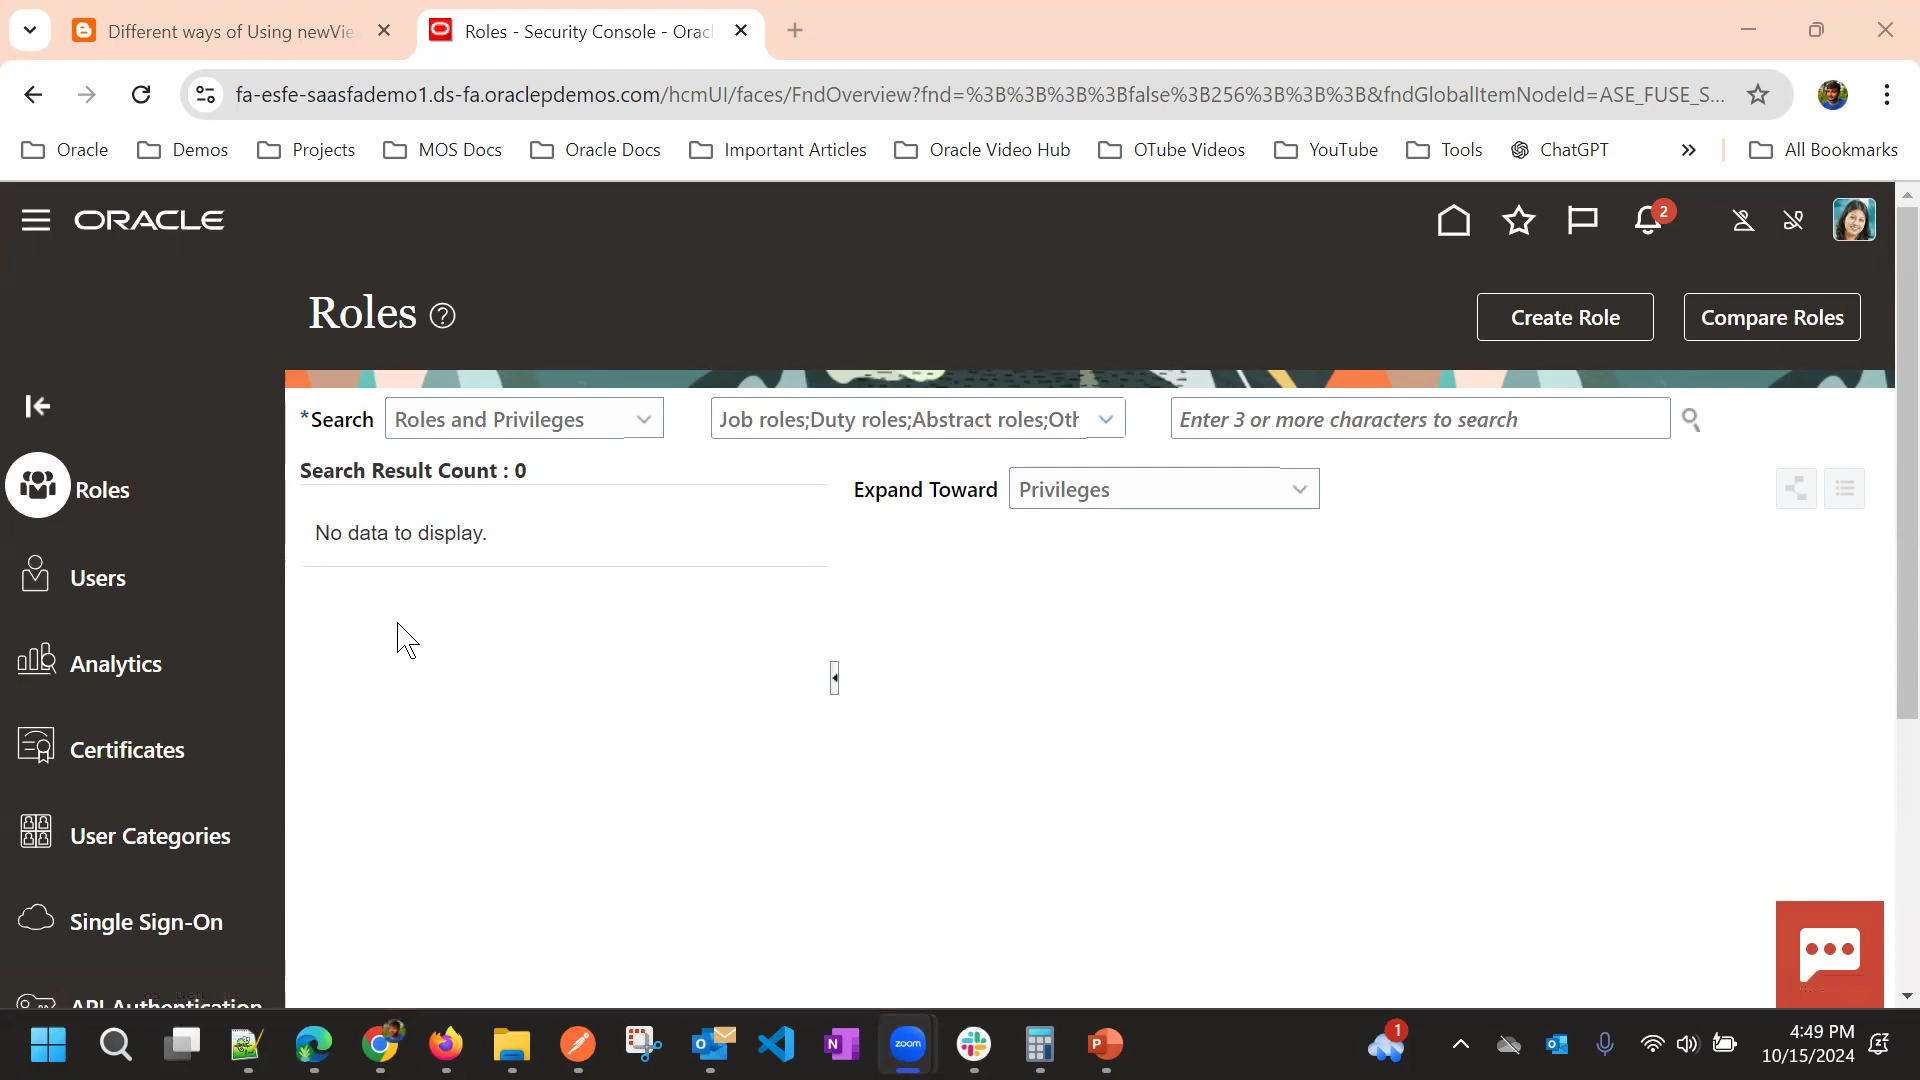 Different ways of Using newVie
Roles - Security Console - Orac
fa-esfe-saasfademo1.ds-fa.oraclepdemos.com/hcmUI/faces/FndOverview?fnd=%3B%3B%3B%3Bfalse%3B256%3B%3B%3B&fndGlobalItemNodeId=ASE_FUSE_S...
Oracle
Demos
Projects
MOS Docs
Oracle Docs
Important Articles
Oracle Video Hub
OTube Videos
YouTube
Tools
ChatGPT
All Bookmarks
ORACLE
2
Roles
Create Role
Compare Roles
*Search
Roles and Privileges
Job roles;Duty roles;Abstract roles;Oth
Enter 3 or more characters to search
Search Result Count : 0
Expand Toward
Privileges
No data to display.
Roles
Users
Analytics
Certificates
User Categories
Single Sign-On
API Authentication
zoom
1
4:49 PM
10/15/2024